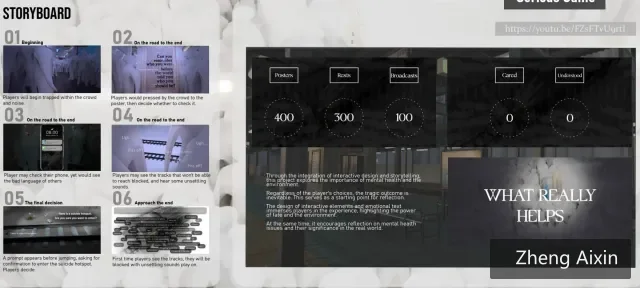 STORYBOARD
01 Beginning
02 On the road to the end
Players will begin trapped within the crowd
and noise
Players would pressed by the crowd to the
poster, then decide whether to check it.
03 On the road to the end
04 On the road to the end
Player may check their phone, yet would see
the bad language of others
Players may see the tracks that won't be able
to reach blocked, and hear some unsettling
sounds.
05 The final decision
06 Approach the end
A prompt appears before jumping, asking for
confirmation to enter the suicide hotspot.
Players decide
First time players see the tracks, they will be
blocked with unsettling sounds play on.
Serious Game
Posters
Roats
Broadcasts
Cared
Understood
400
300
100
0
0
Through the integration of interactive design and storytelling,
this project explores the importance of mental health and the
environment.
Regardless of the player's choices, the tragic outcome is
inevitable. This serves as a starting point for reflection.
The design of interactive elements and emotional text
immerses players in the experience, highlighting the power
of fate and the environment.
At the same time, it encourages reflection on mental health
issues and their significance in the real world.
WHAT REALLY
HELPS
Zheng Aixin